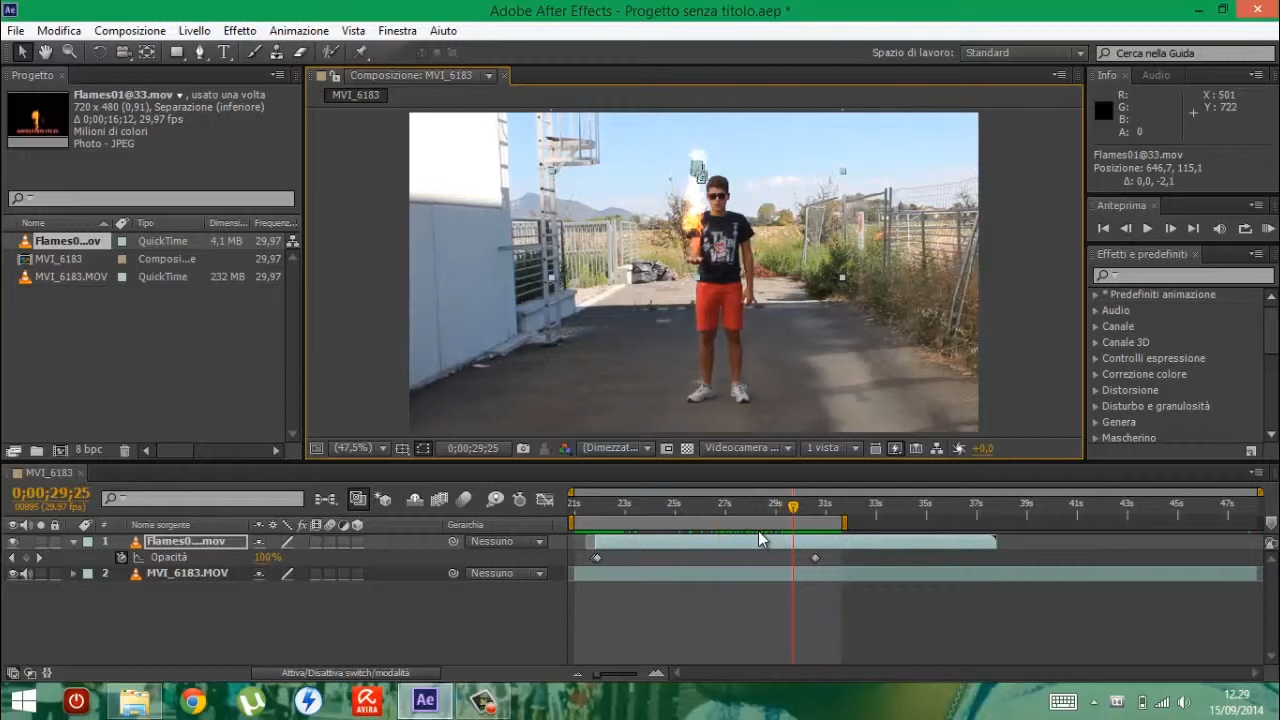 Ae
Adobe After Effects - Progetto senza titolo.aep *
File Modifica Composizione Livello Effetto Animazione Vista Finestra Aiuto
Spazio di lavoro: Standard Cerca nella Guida
Progetto
Flames01@33.mov , usato una volta
720 x 480 (0,91), Separazione (inferiore)
Δ 0;00;16;12, 29,97 fps
Milioni di colori
Photo - JPEG
Nome Tipo Dimensi... Frequenz...
Flames0...ov QuickTime 4,1 MB 29,97
MVI_6183 Composi...e 29,97
MVI_6183.MOV QuickTime 232 MB 29,97
8 bpc
Composizione: MVI_6183
MVI_6183
(47,5%) 0;00;29;25 (Dimezzat... Videocamera ... 1 vista +0,0
Info Audio
R: X : 501
G: Y : 722
B:
A: 0
Flames01@33.mov
Posizione: 646,7, 115,1
Δ: 0,0, -2,1
Anteprima
Effetti e predefiniti
* Predefiniti animazione
Audio
Canale
Canale 3D
Controlli espressione
Correzione colore
Distorsione
Disturbo e granulosità
Genera
Mascherino
MVI_6183
0;00;29;25
00895 (29.97 fps)
21s 23s 25s 27s 29s 31s 33s 35s 37s 39s 41s 43s 45s 47s
# Nome sorgente Gerarchia
1 Flames0....mov Nessuno
Opacità 100%
2 MVI_6183.MOV Nessuno
Attiva/Disattiva switch/modalità
AVIRA
Ae
12.29
15/09/2014